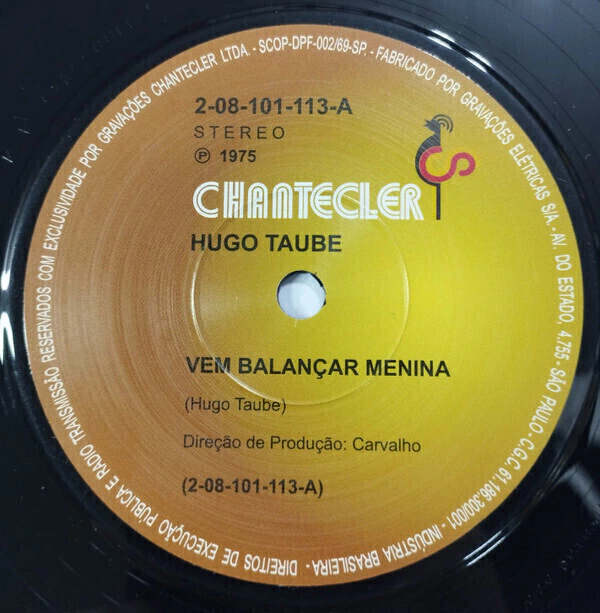 DIREITOS DE EXECUÇÃO PÚBLICA E RADIO TRANSMISSÃO RESERVADOS COM EXCLUSIVIDADE POR GRAVAÇÕES CHANTECLER LTDA. - SCOP-DPF-002/69-SP. - FABRICADO POR GRAVAÇÕES ELÉTRICAS S/A. - AV. DO ESTADO, 4.755 - SÃO PAULO - C.G.C. 61.186.300/001 - INDÚSTRIA BRASILEIRA.
2-08-101-113-A
STEREO
℗ 1975
CHANTECLER
HUGO TAUBE
VEM BALANÇAR MENINA
(Hugo Taube)
Direção de Produção: Carvalho
(2-08-101-113-A)